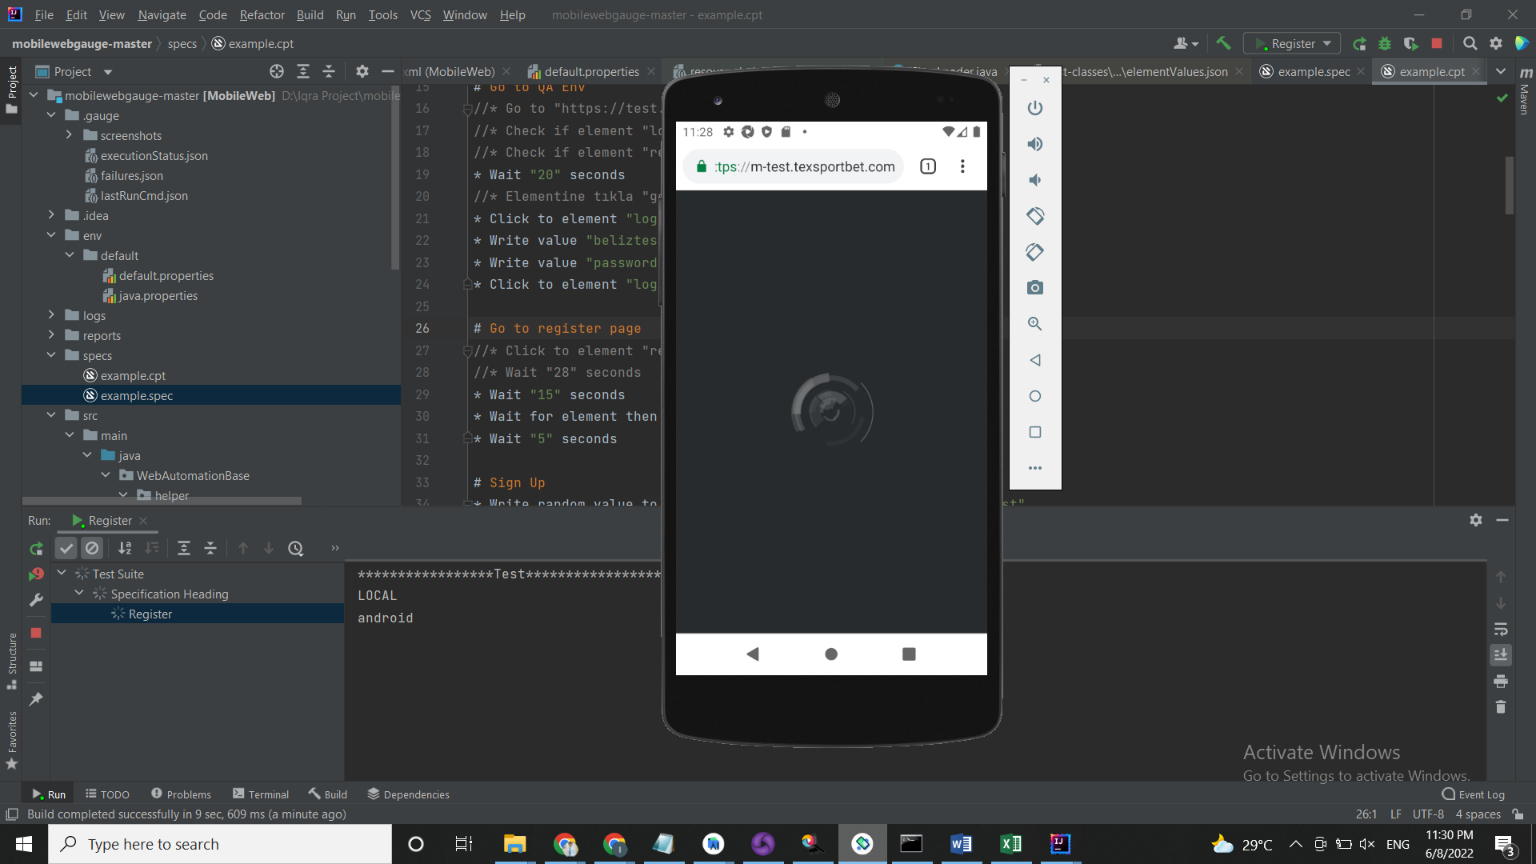 File Edit View Navigate Code Refactor Build Run Tools VCS Window Help mobilewebgauge-master - example.cpt
mobilewebgauge-master specs example.cpt
Register
Project
xml (MobileWeb) default.properties t-classes\...\elementValues.json example.spec example.cpt
mobilewebgauge-master [MobileWeb] D:\Iqra Project\mobile
.gauge
screenshots
executionStatus.json
failures.json
lastRunCmd.json
.idea
env
default
default.properties
java.properties
logs
reports
specs
example.cpt
example.spec
src
main
java
WebAutomationBase
helper
15 # Go to QA Env
16 //* Go to "https://test.
17 //* Check if element "lo
18 //* Check if element "re
19 * Wait "20" seconds
20 //* Elementine tıkla "g
21 * Click to element "log
22 * Write value "beliztes
23 * Write value "password
24 * Click to element "log
25
26 # Go to register page
27 //* Click to element "re
28 //* Wait "28" seconds
29 * Wait "15" seconds
30 * Wait for element then
31 * Wait "5" seconds
32
33 # Sign Up
34 * Write random value to st"
11:28
tps://m-test.texsportbet.com
1
Project
Structure
Favorites
Maven
Run: Register
Test Suite
Specification Heading
Register
*****************Test*****************
LOCAL
android
Activate Windows
Go to Settings to activate Windows.
Run TODO Problems Terminal Build Dependencies Event Log
Build completed successfully in 9 sec, 609 ms (a minute ago) 26:1 LF UTF-8 4 spaces
Type here to search
29°C ENG
11:30 PM
6/8/2022
3